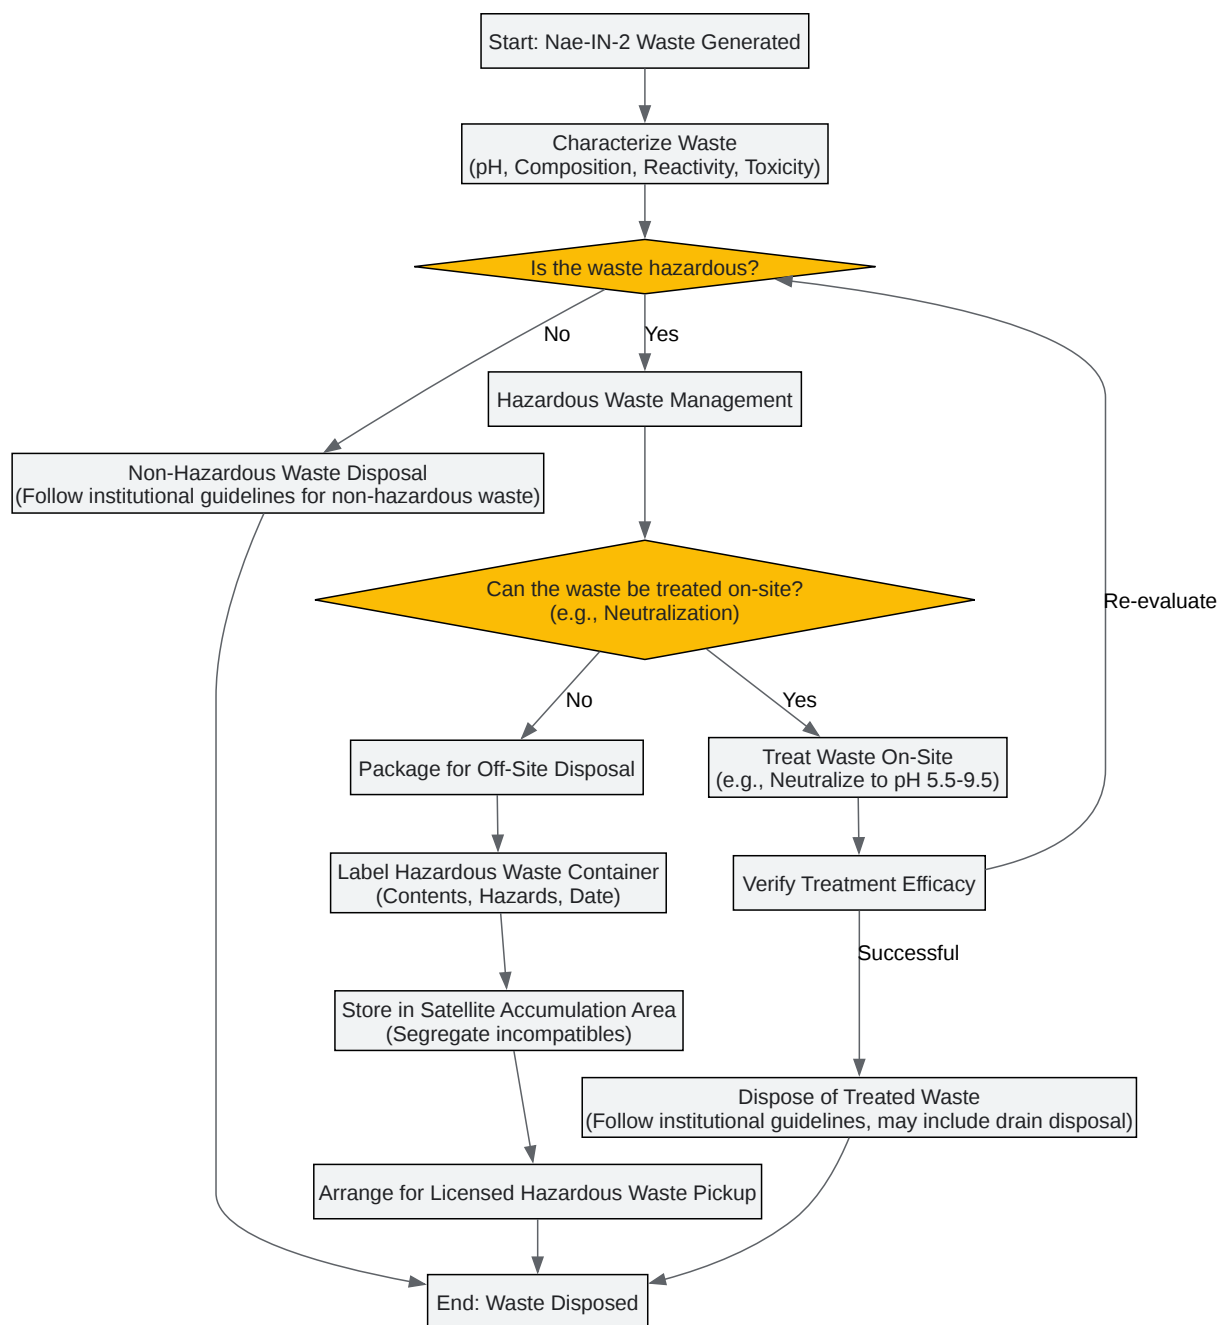 Start: Nae-IN-2 Waste Generated
Characterize Waste
(pH, Composition, Reactivity, Toxicity)
Is the waste hazardous?
No
Yes
Hazardous Waste Management
Non-Hazardous Waste Disposal
(Follow institutional guidelines for non-hazardous waste)
Can the waste be treated on-site?
(e.g., Neutralization)
Re-evaluate
No
Yes
Package for Off-Site Disposal
Treat Waste On-Site
(e.g., Neutralize to pH 5.5-9.5)
Label Hazardous Waste Container
(Contents, Hazards, Date)
Verify Treatment Efficacy
Successful
Store in Satellite Accumulation Area
(Segregate incompatibles)
Dispose of Treated Waste
(Follow institutional guidelines, may include drain disposal)
Arrange for Licensed Hazardous Waste Pickup
End: Waste Disposed